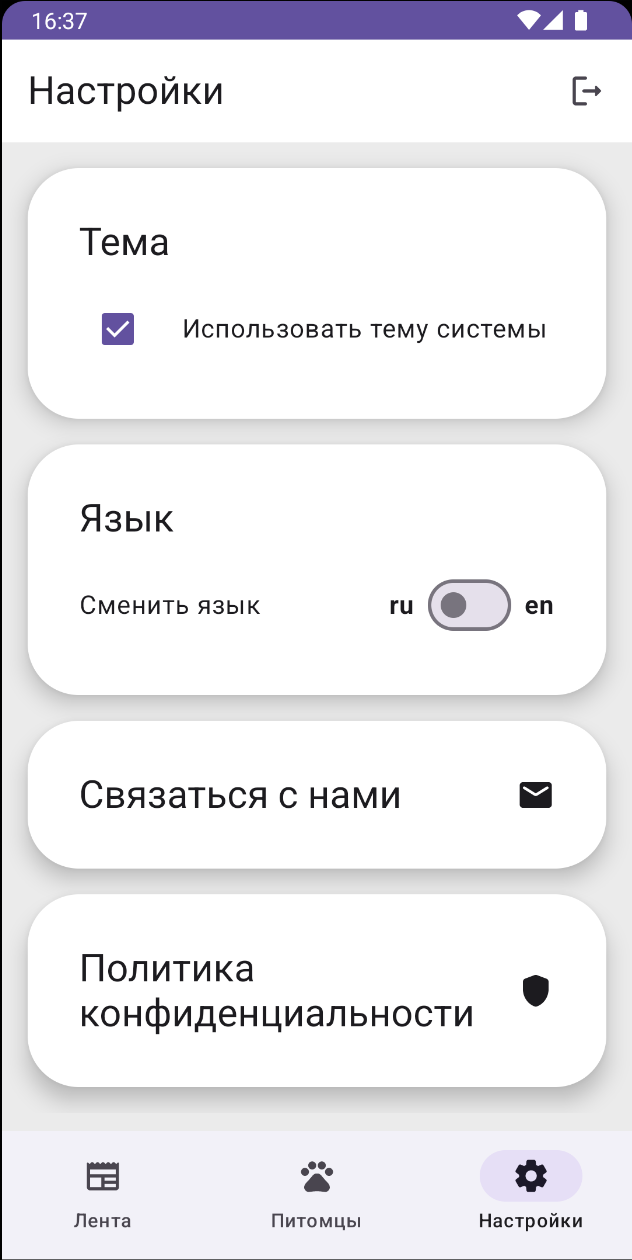 16:37
Настройки
Тема
Использовать тему системы
Язык
Сменить язык ru en
Связаться с нами
Политика
конфиденциальности
Лента Питомцы Настройки